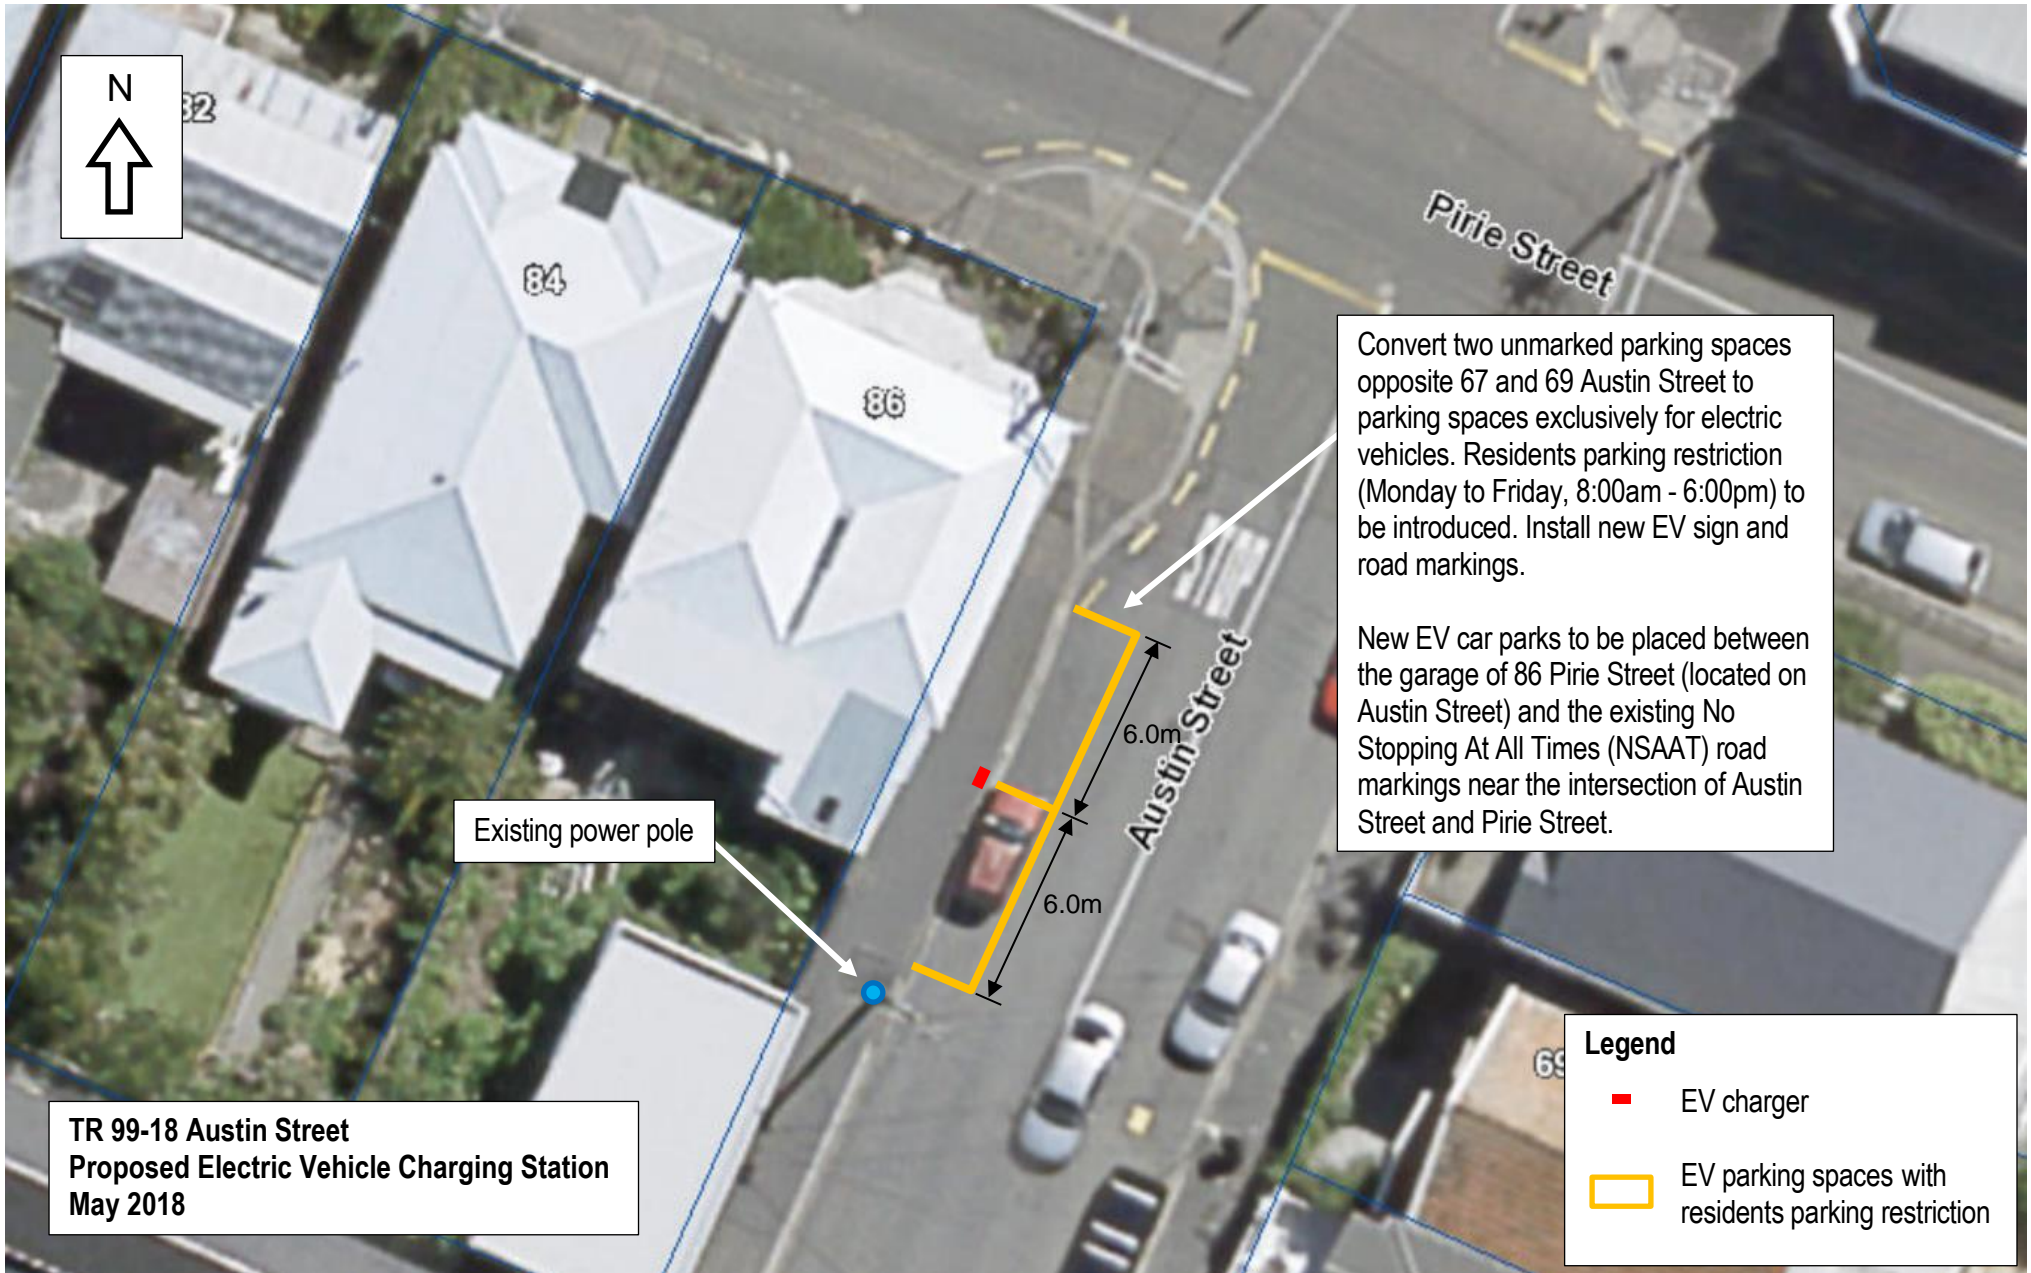 N
82
84
86
Pirie Street
Convert two unmarked parking spaces
opposite 67 and 69 Austin Street to
parking spaces exclusively for electric
vehicles. Residents parking restriction
(Monday to Friday, 8:00am - 6:00pm) to
be introduced. Install new EV sign and
road markings.
New EV car parks to be placed between
the garage of 86 Pirie Street (located on
Austin Street) and the existing No
Stopping At All Times (NSAAT) road
markings near the intersection of Austin
Street and Pirie Street.
Austin Street
6.0m
6.0m
Existing power pole
69
Legend
EV charger
EV parking spaces with
residents parking restriction
TR 99-18 Austin Street
Proposed Electric Vehicle Charging Station
May 2018